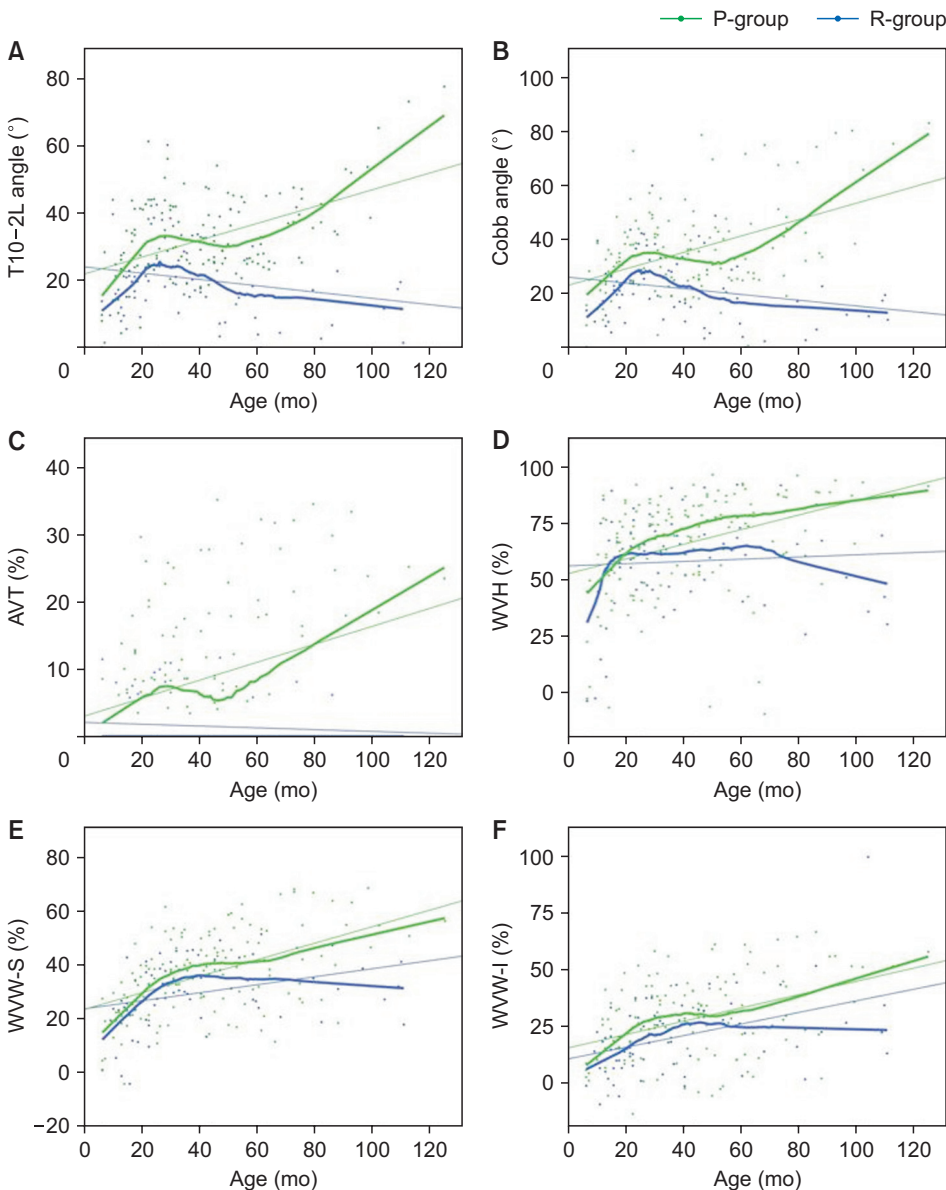 P-group R-group
A B
T10−2L angle (°)
80
60
40
20
0
0 20 40 60 80 100 120
Age (mo)
Cobb angle (°)
100
80
60
40
20
0 20 40 60 80 100 120
Age (mo)
C D
AVT (%)
40
30
20
10
0 20 40 60 80 100 120
Age (mo)
WVH (%)
100
75
50
25
0
0 20 40 60 80 100 120
Age (mo)
E F
WVW-S (%)
80
60
40
20
0
−20
0 20 40 60 80 100 120
Age (mo)
WVW-I (%)
100
75
50
25
0
0 20 40 60 80 100 120
Age (mo)